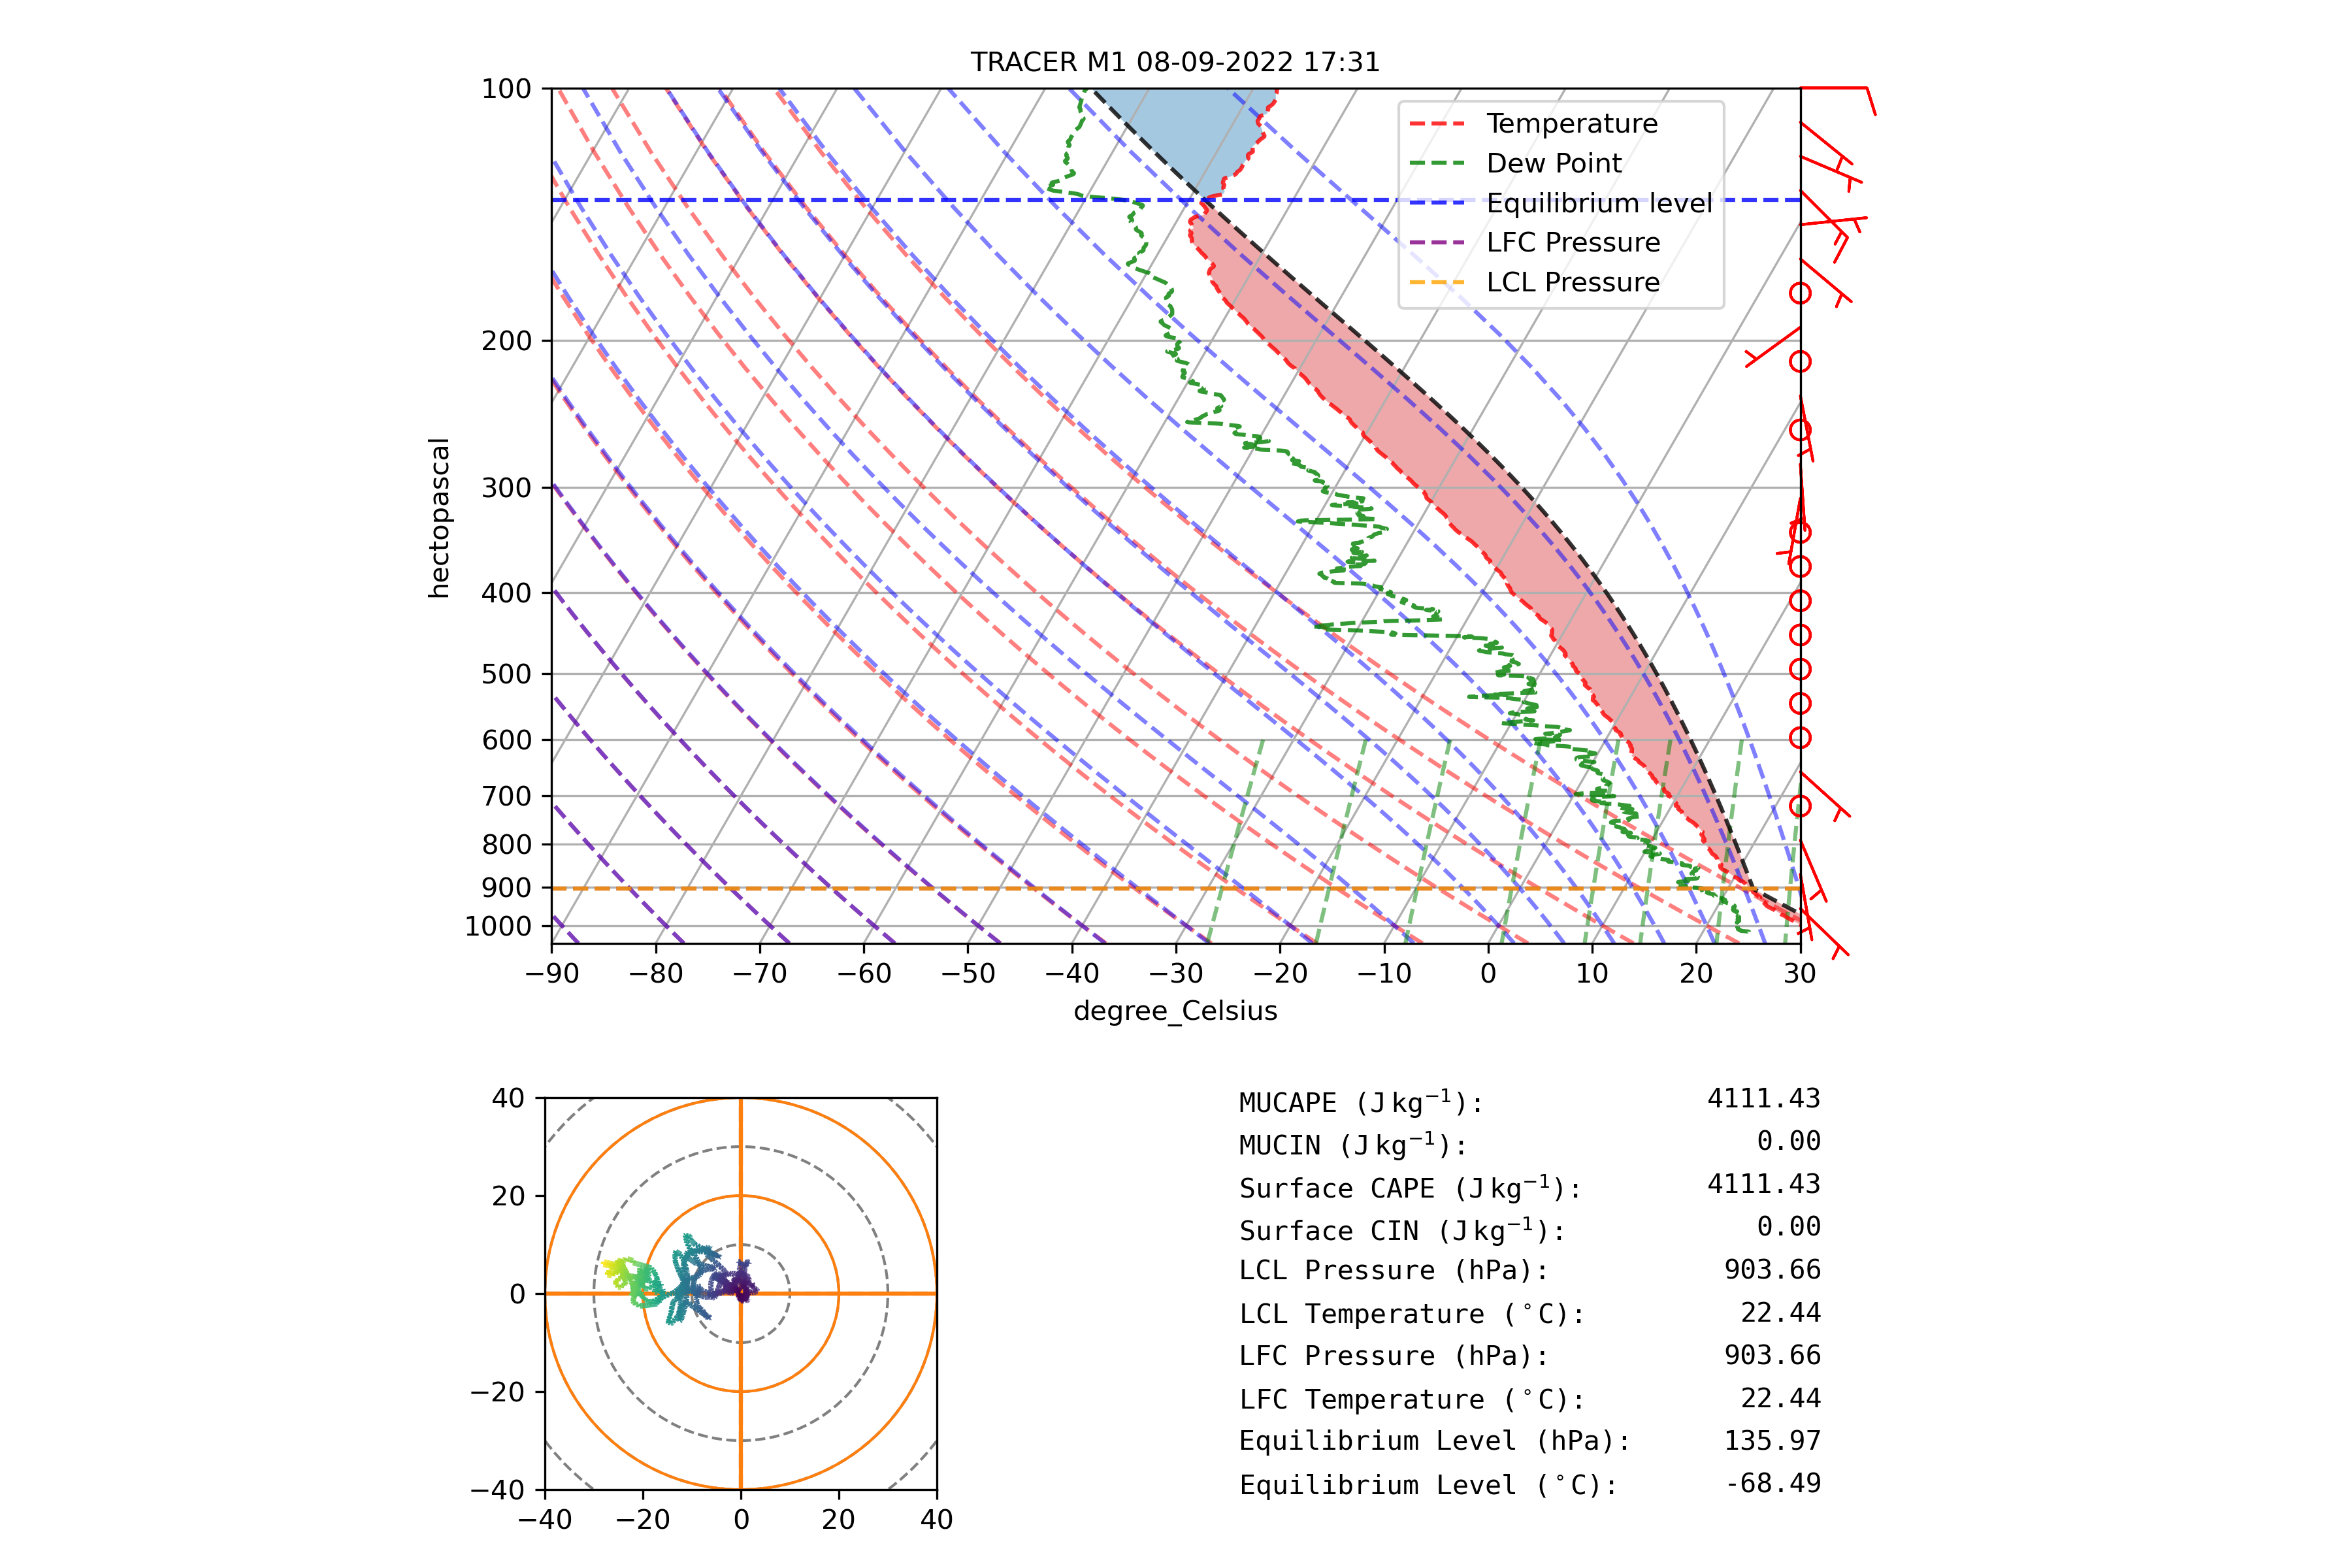 TRACER M1 08-09-2022 17:31
100
200
300
400
500
600
700
800
900
1000
hectopascal
Temperature
Dew Point
Equilibrium level
LFC Pressure
LCL Pressure
−90 −80 −70 −60 −50 −40 −30 −20 −10 0 10 20 30
degree_Celsius
40
20
0
−20
−40
−40 −20 0 20 40
MUCAPE (J kg⁻¹): 4111.43
MUCIN (J kg⁻¹): 0.00
Surface CAPE (J kg⁻¹): 4111.43
Surface CIN (J kg⁻¹): 0.00
LCL Pressure (hPa): 903.66
LCL Temperature (°C): 22.44
LFC Pressure (hPa): 903.66
LFC Temperature (°C): 22.44
Equilibrium Level (hPa): 135.97
Equilibrium Level (°C): -68.49